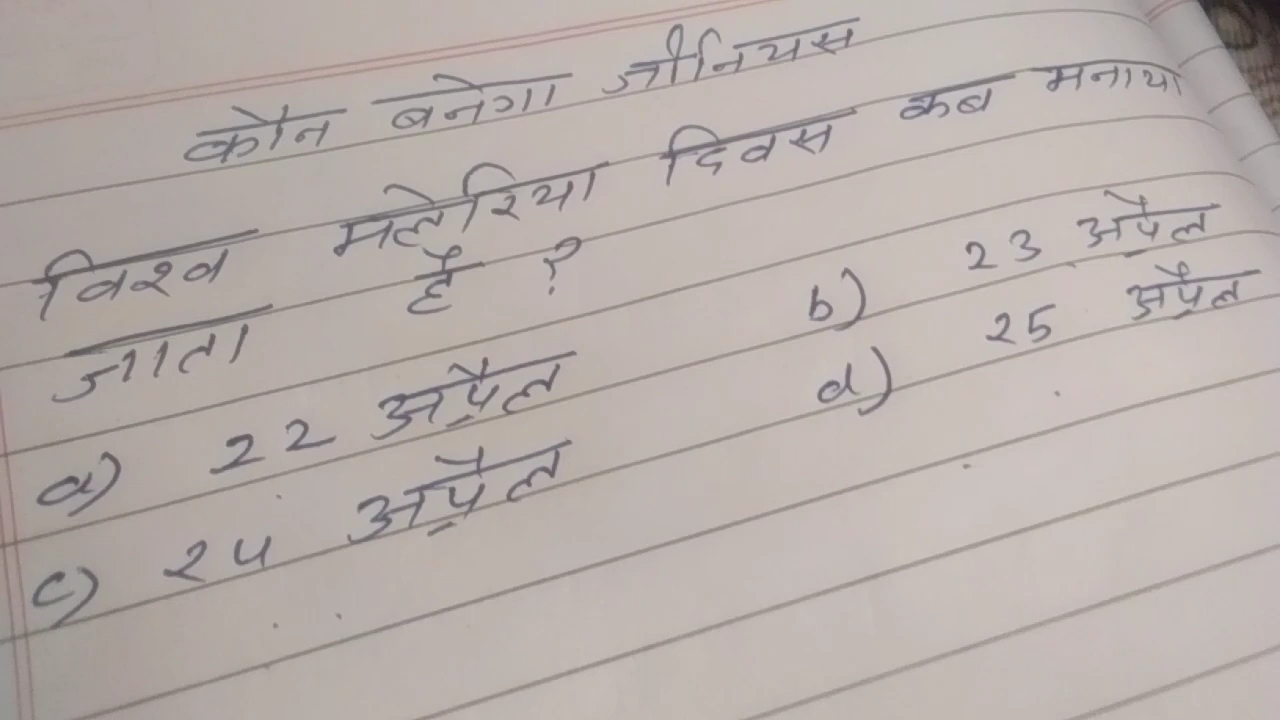 कौन बनेगा जीनियस
विश्व मलेरिया दिवस कब मनाया
जाता है ?
a) 22 अप्रैल b) 23 अप्रैल
c) 24 अप्रैल d) 25 अप्रैल